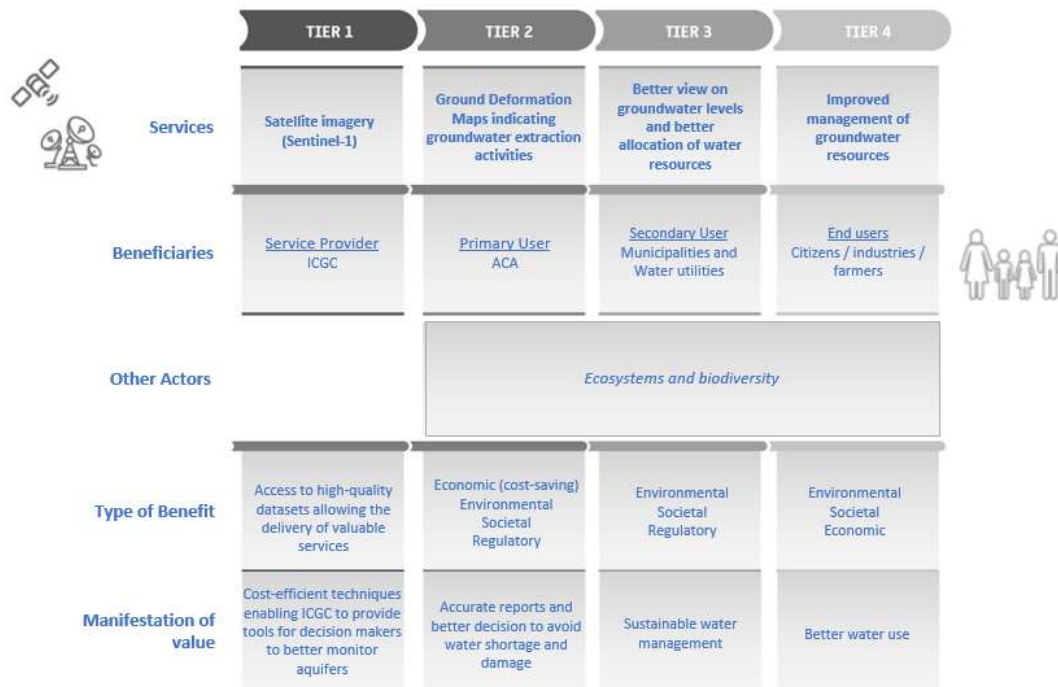 TIER 1
TIER 2
TIER 3
TIER 4
Services
Satellite imagery
(Sentinel-1)
Ground Deformation
Maps indicating
groundwater extraction
activities
Better view on
groundwater levels
and better
allocation of water
resources
Improved
management of
groundwater
resources
Beneficiaries
Service Provider
ICGC
Primary User
ACA
Secondary User
Municipalities and
Water utilities
End users
Citizens / industries /
farmers
Other Actors
Ecosystems and biodiversity
Type of Benefit
Access to high-quality
datasets allowing the
delivery of valuable
services
Economic (cost-saving)
Environmental
Societal
Regulatory
Environmental
Societal
Regulatory
Environmental
Societal
Economic
Manifestation of
value
Cost-efficient techniques
enabling ICGC to provide
tools for decision makers
to better monitor
aquifers
Accurate reports and
better decision to avoid
water shortage and
damage
Sustainable water
management
Better water use